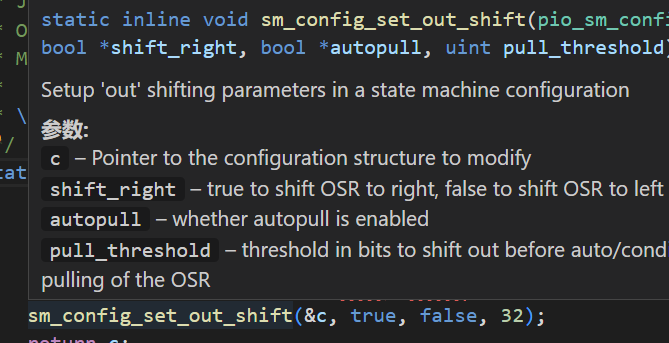 * J
static inline void sm_config_set_out_shift(pio_sm_confi
* O
bool *shift_right, bool *autopull, uint pull_threshold)
* M
*
Setup 'out' shifting parameters in a state machine configuration
* \
参数:
*/
c – Pointer to the configuration structure to modify
tat
shift_right – true to shift OSR to right, false to shift OSR to left
autopull – whether autopull is enabled
pull_threshold – threshold in bits to shift out before auto/cond
pulling of the OSR
sm_config_set_out_shift(&c, true, false, 32);
return c;